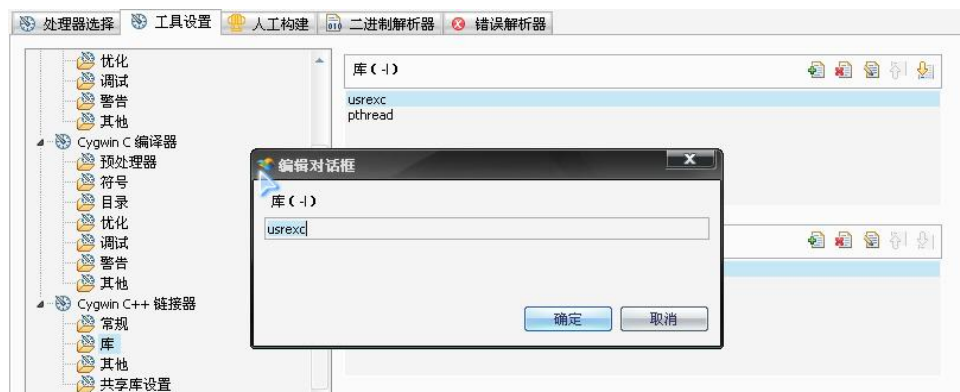 处理器选择 工具设置 人工构建 二进制解析器 错误解析器
优化
调试
警告
其他
Cygwin C 编译器
预处理器
符号
目录
优化
调试
警告
其他
Cygwin C++ 链接器
常规
库
其他
共享库设置
库(-l)
usrexc
pthread
编辑对话框
库(-l)
usrexc
确定 取消